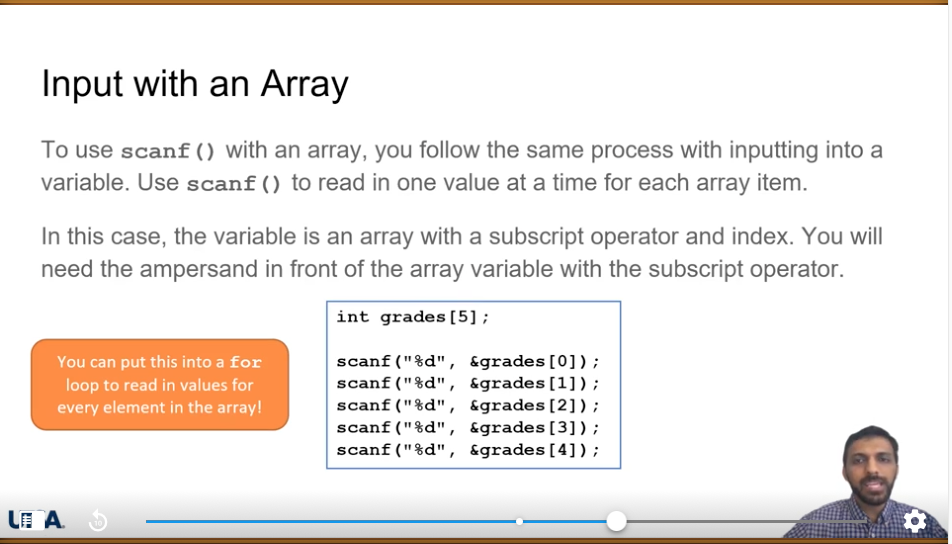 Input with an Array
To use scanf() with an array, you follow the same process with inputting into a
variable. Use scanf() to read in one value at a time for each array item.
In this case, the variable is an array with a subscript operator and index. You will
need the ampersand in front of the array variable with the subscript operator.
You can put this into a for
loop to read in values for
every element in the array!
int grades[5];
scanf("%d", &grades[0]);
scanf("%d", &grades[1]);
scanf("%d", &grades[2]);
scanf("%d", &grades[3]);
scanf("%d", &grades[4]);